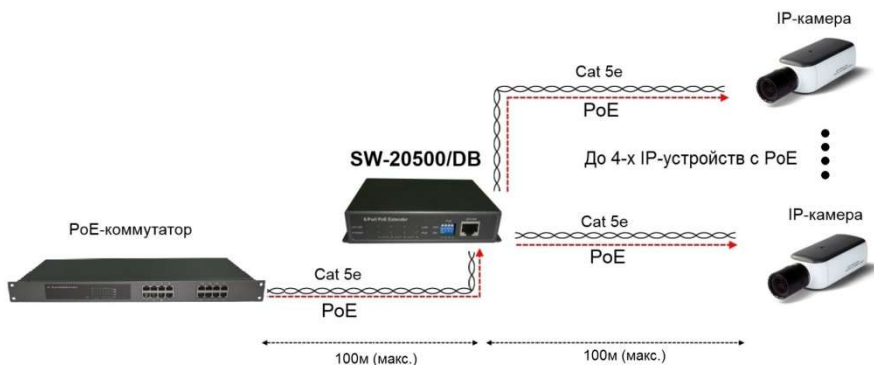 IP-камера
Cat 5e
PoE
SW-20500/DB
До 4-х IP-устройств с PoE
PoE-коммутатор
IP-камера
Cat 5e
PoE
Cat 5e
PoE
100м (макс.)
100м (макс.)